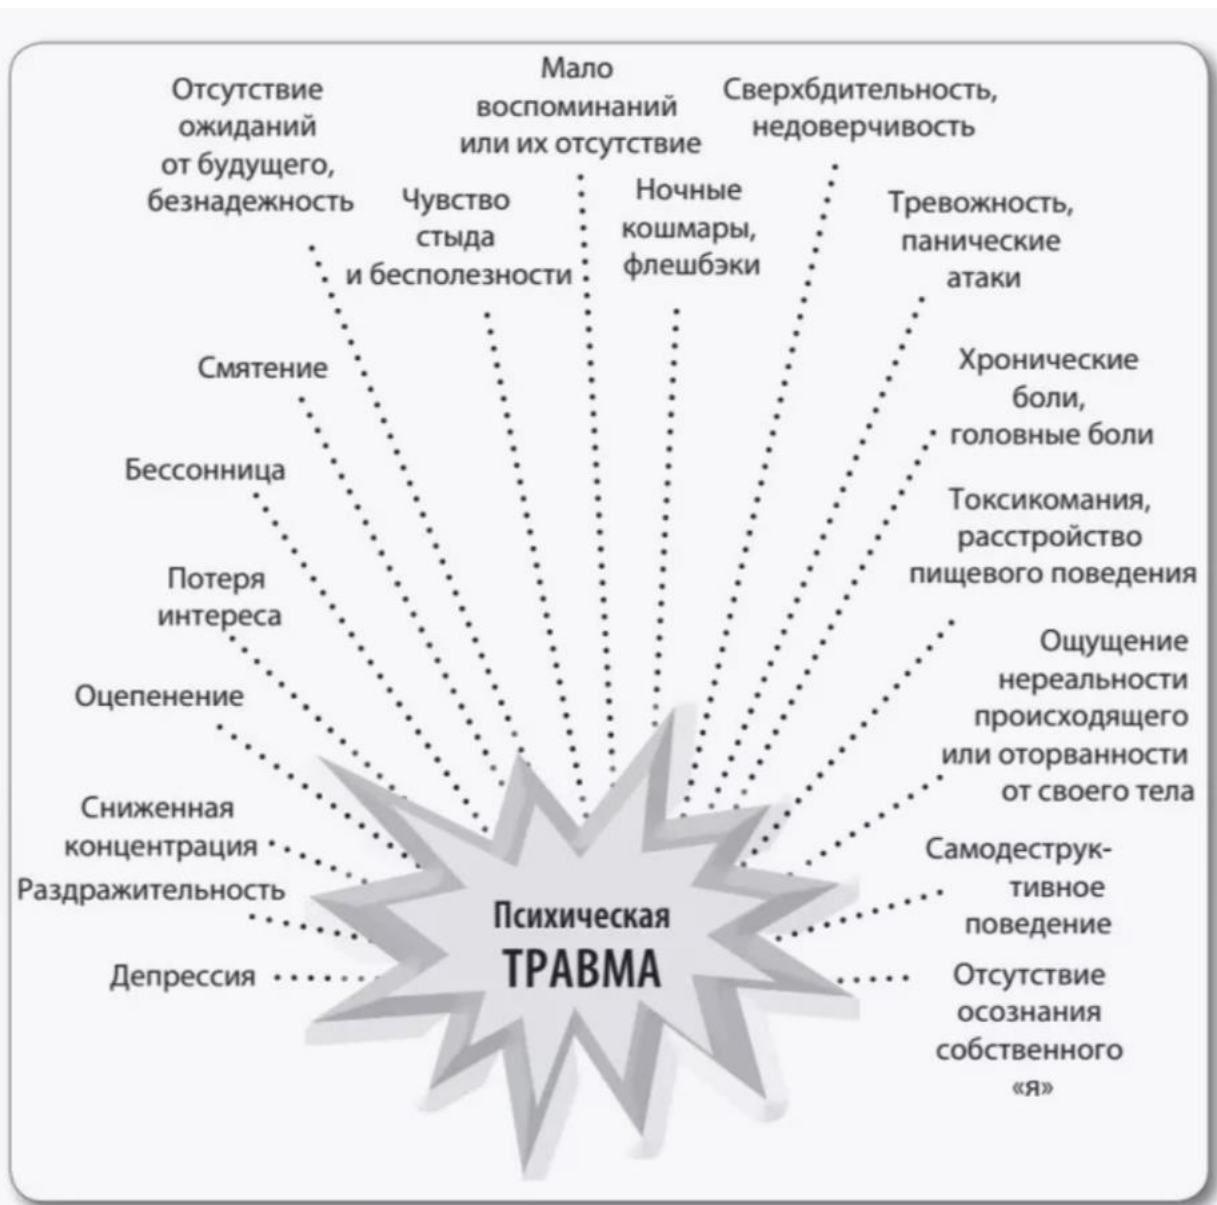 Отсутствие
ожиданий
от будущего,
безнадежность
Чувство
стыда
и бесполезности
Мало
воспоминаний
или их отсутствие
Ночные
кошмары,
флешбэки
Сверхбдительность,
недоверчивость
Тревожность,
панические
атаки
Хронические
боли,
головные боли
Токсикомания,
расстройство
пищевого поведения
Ощущение
нереальности
происходящего
или оторванности
от своего тела
Самодеструк-
тивное
поведение
Отсутствие
осознания
собственного
«я»
Смятение
Бессонница
Потеря
интереса
Оцепенение
Сниженная
концентрация
Раздражительность
Депрессия
Психическая
ТРАВМА